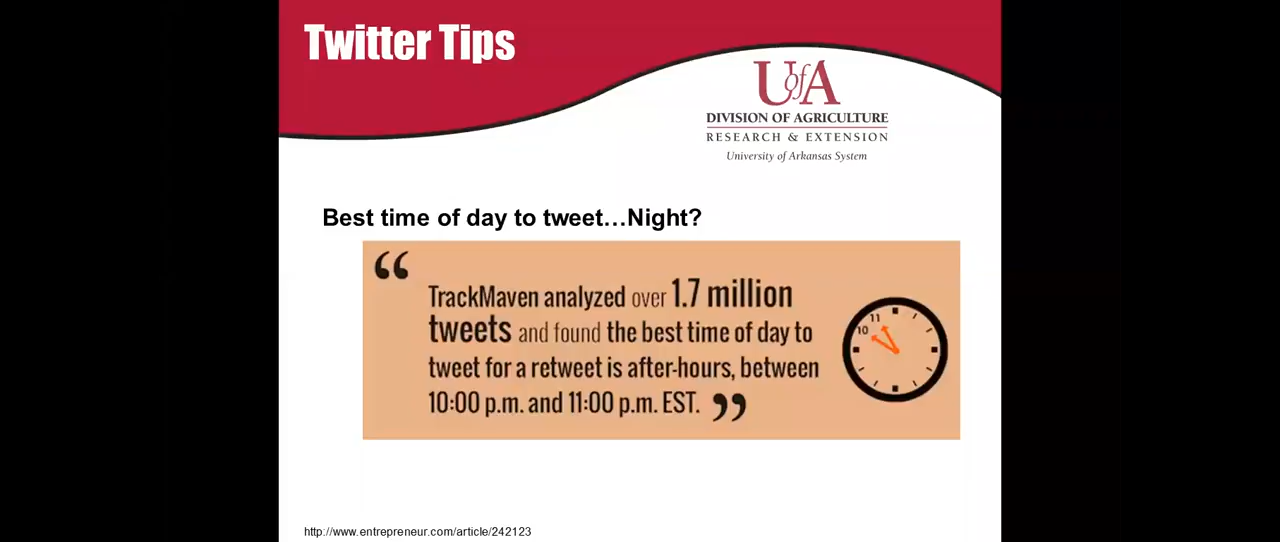 Twitter Tips
UofA
DIVISION OF AGRICULTURE
RESEARCH & EXTENSION
University of Arkansas System
Best time of day to tweet…Night?
“
TrackMaven analyzed over 1.7 million
tweets and found the best time of day to
tweet for a retweet is after-hours, between
10:00 p.m. and 11:00 p.m. EST. ”
11
10
http://www.entrepreneur.com/article/242123